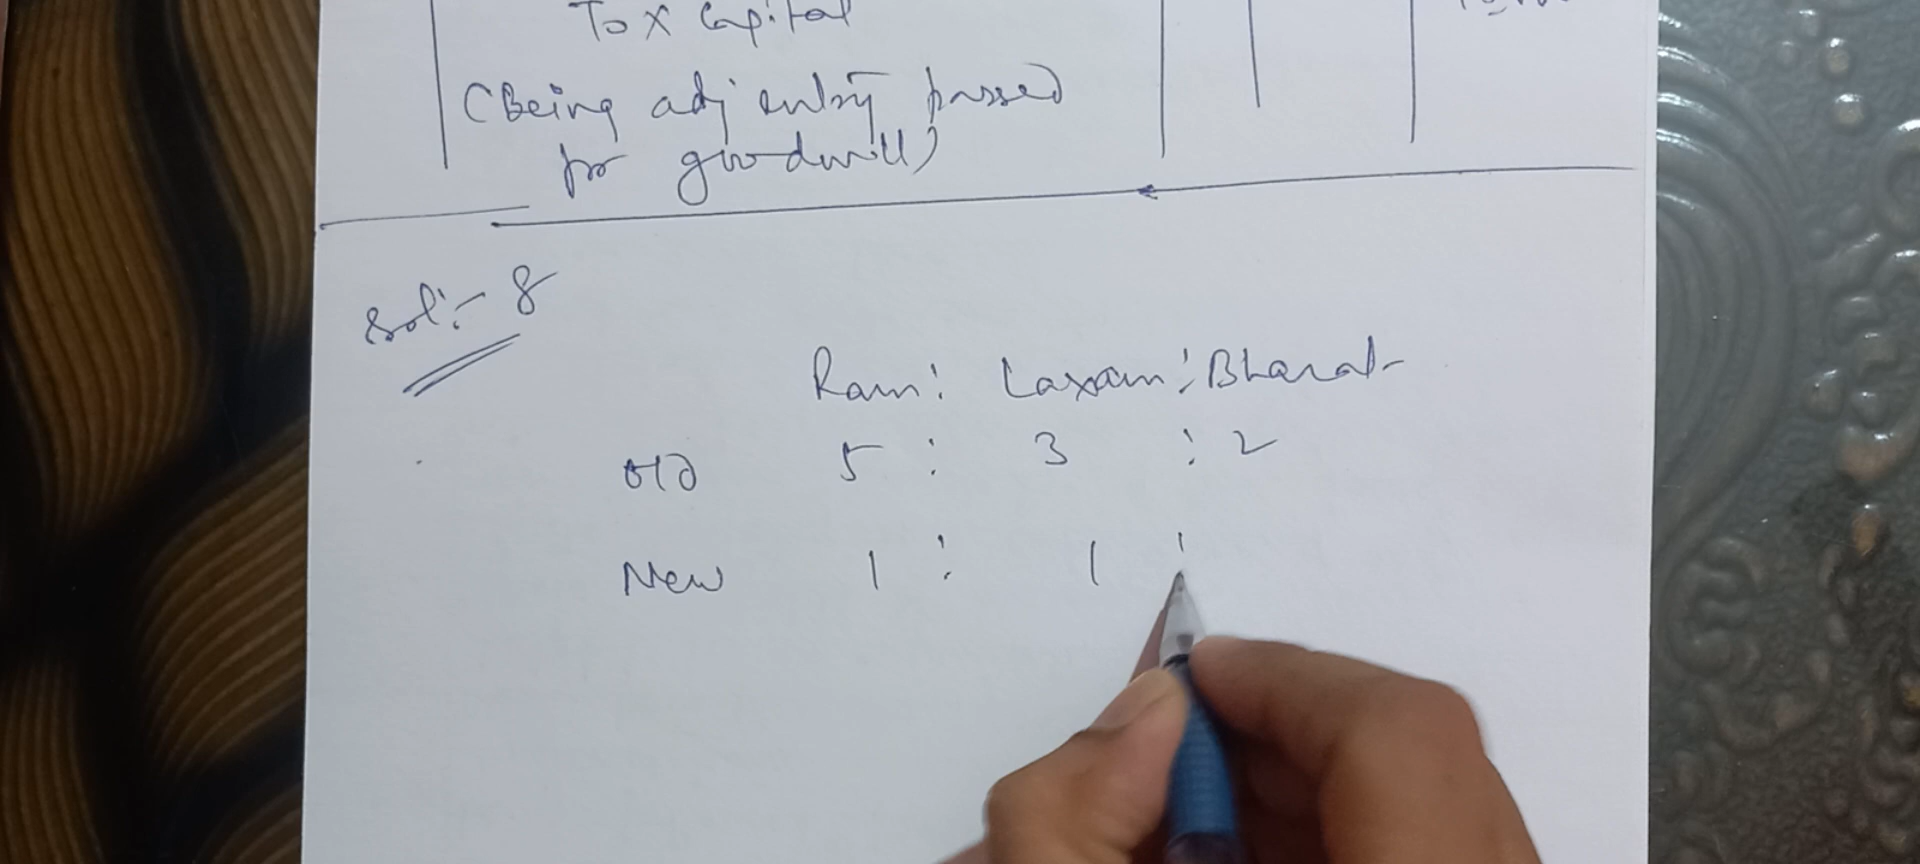 To X Capital
(Being adj entry passed
for goodwill)
Sol:- 8
Ram : Laxam : Bharat
Old 5 : 3 : 2
New 1 : 1 :